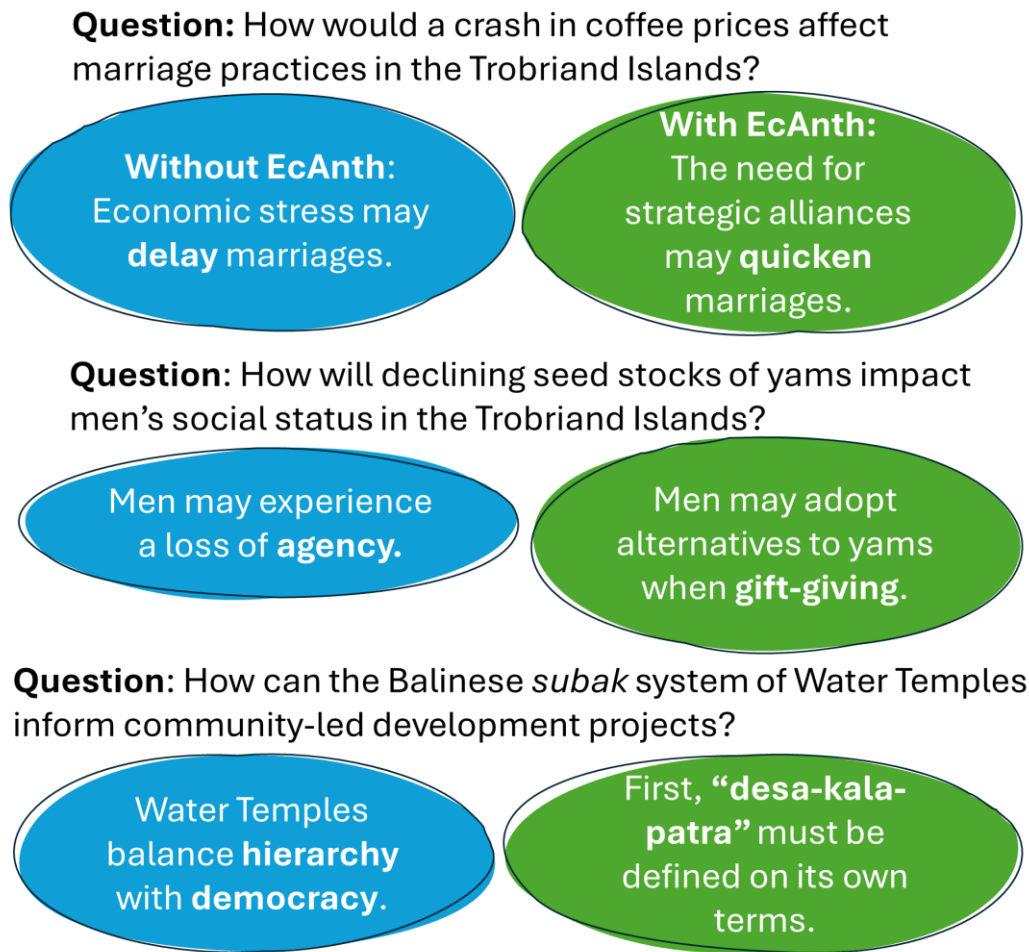 Question: How would a crash in coffee prices affect
marriage practices in the Trobriand Islands?
Without EcAnth:
Economic stress may
delay marriages.
With EcAnth:
The need for
strategic alliances
may quicken
marriages.
Question: How will declining seed stocks of yams impact
men’s social status in the Trobriand Islands?
Men may experience
a loss of agency.
Men may adopt
alternatives to yams
when gift-giving.
Question: How can the Balinese subak system of Water Temples
inform community-led development projects?
Water Temples
balance hierarchy
with democracy.
First, “desa-kala-
patra” must be
defined on its own
terms.